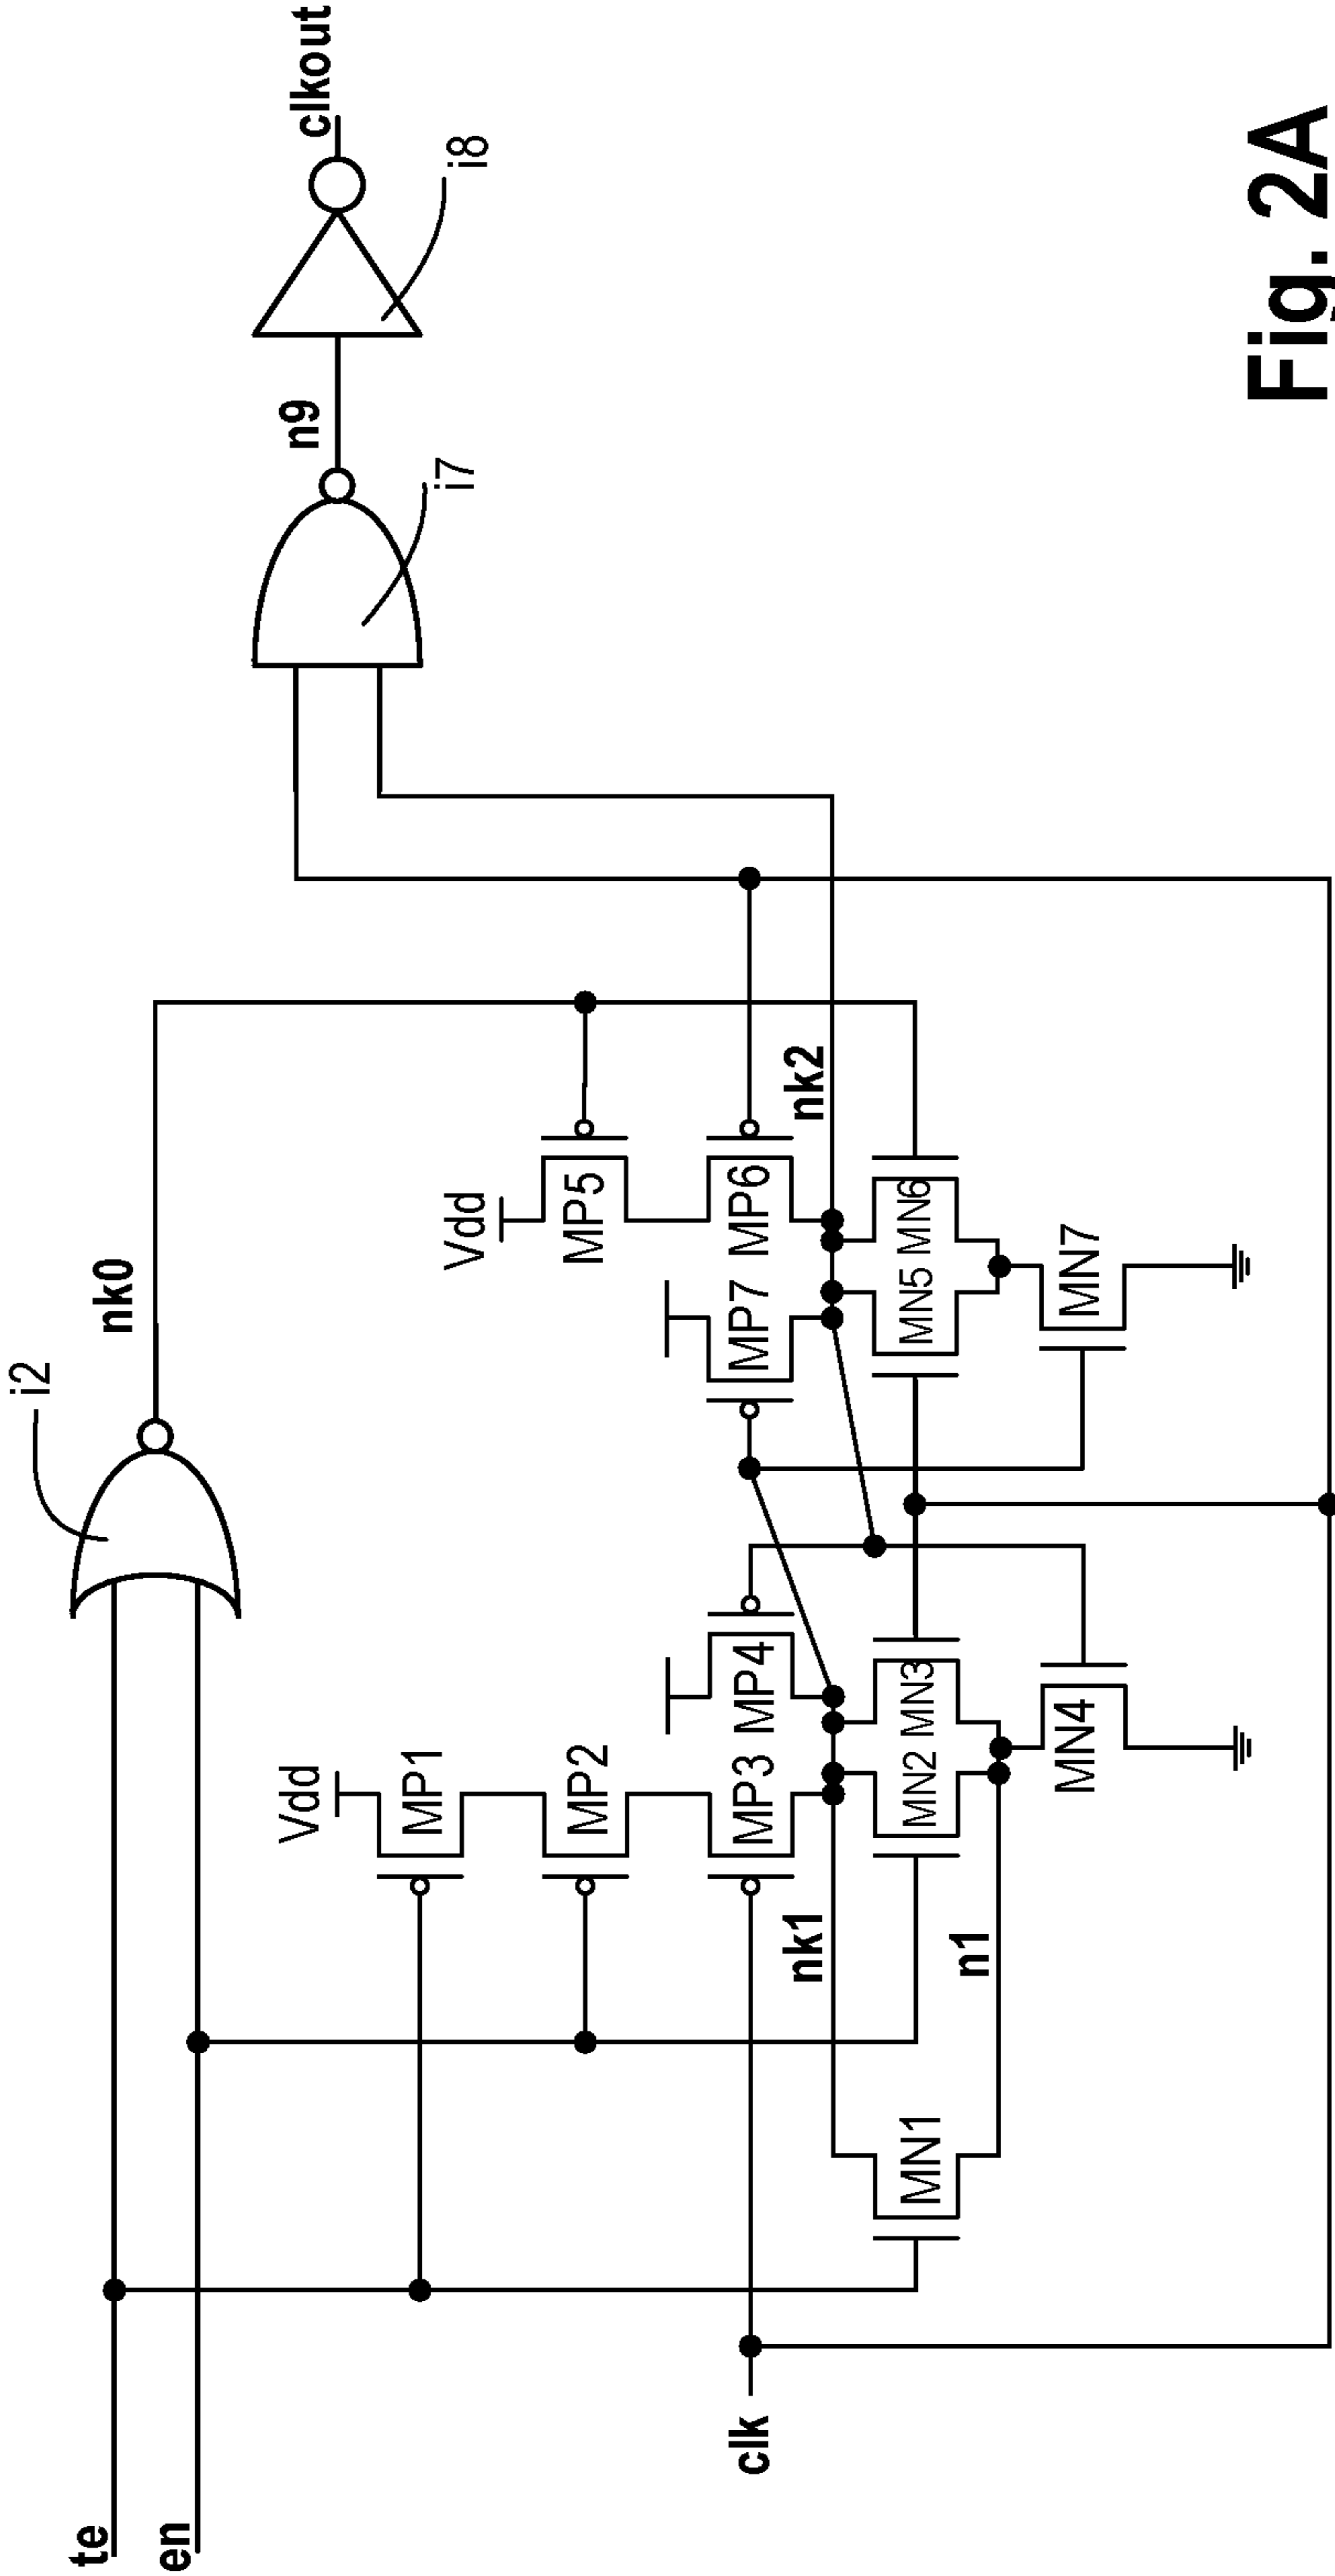 te
en
clk
i2
nk0
Vdd
MP1
MP2
MP3
MP4
nk1
MN1
MN2
MN3
n1
MN4
Vdd
MP5
MP7
MP6
nk2
MN5
MN6
MN7
i7
n9
i8
clkout
Fig. 2A